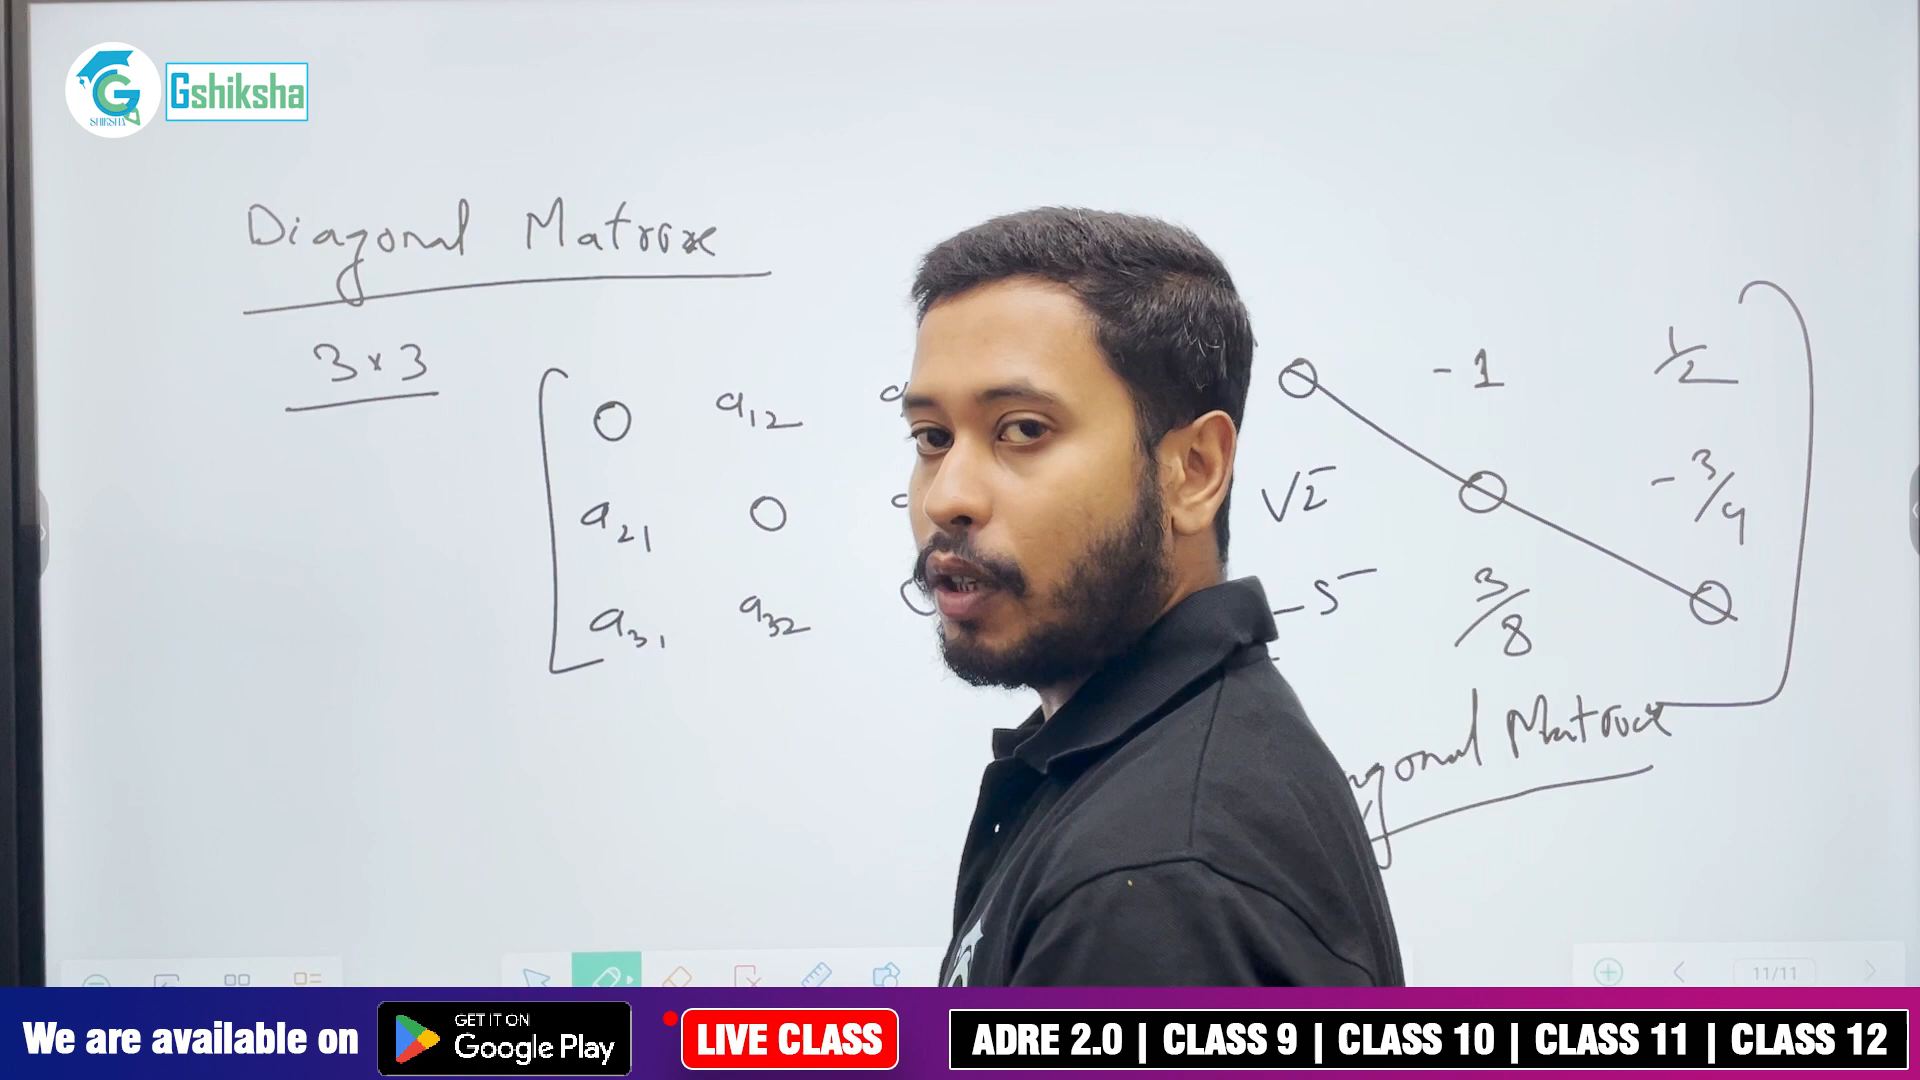 SHIKSHA
Gshiksha
Diagonal Matrix
3 x 3
0 a12
a21 0
a31 a32
0 -1 1/2
√2 0 -3/4
-5 3/8 0
Matrix
11/11
We are available on
GET IT ON
Google Play
LIVE CLASS
ADRE 2.0 | CLASS 9 | CLASS 10 | CLASS 11 | CLASS 12